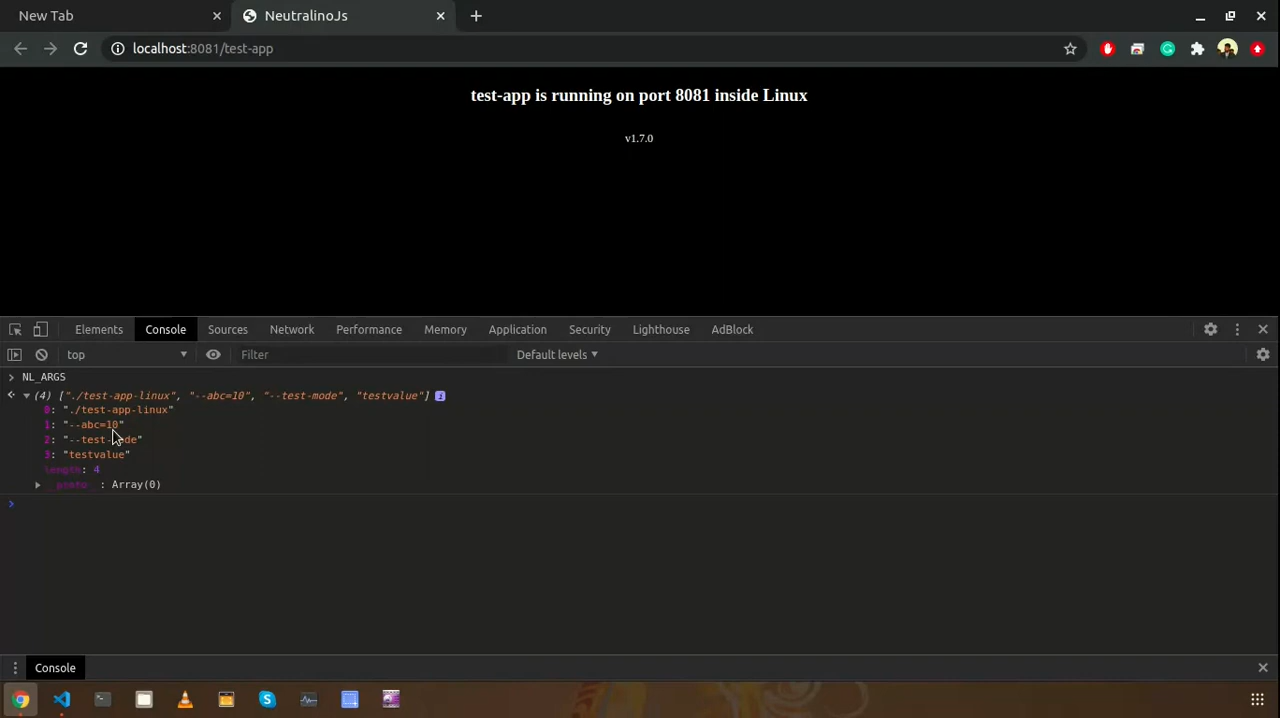 New Tab
NeutralinoJs
localhost:8081/test-app
test-app is running on port 8081 inside Linux
v1.7.0
Elements Console Sources Network Performance Memory Application Security Lighthouse AdBlock
top Filter Default levels
NL_ARGS
(4) ["./test-app-linux", "--abc=10", "--test-mode", "testvalue"]
0: "./test-app-linux"
1: "--abc=10"
2: "--test-mode"
3: "testvalue"
length: 4
__proto__: Array(0)
Console